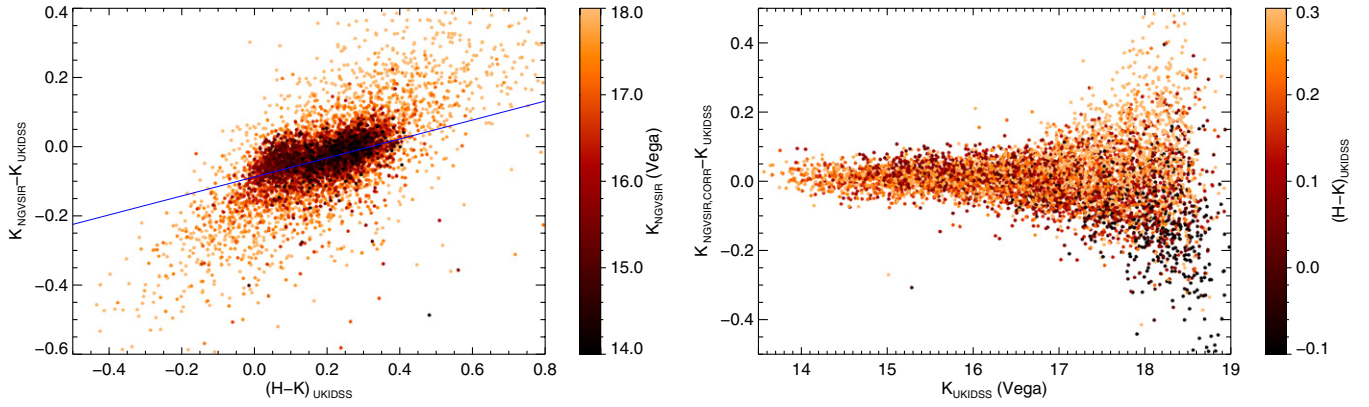 0.4
0.2
0.0
−0.2
−0.4
−0.6
K_NGVSIR−K_UKIDSS
−0.4 −0.2 0.0 0.2 0.4 0.6 0.8
(H−K)_UKIDSS
18.0
17.0
16.0
15.0
14.0
K_NGVSIR (Vega)
0.4
0.2
0.0
−0.2
−0.4
K_NGVSIR,CORR−K_UKIDSS
14 15 16 17 18 19
K_UKIDSS (Vega)
0.3
0.2
0.1
0.0
−0.1
(H−K)_UKIDSS